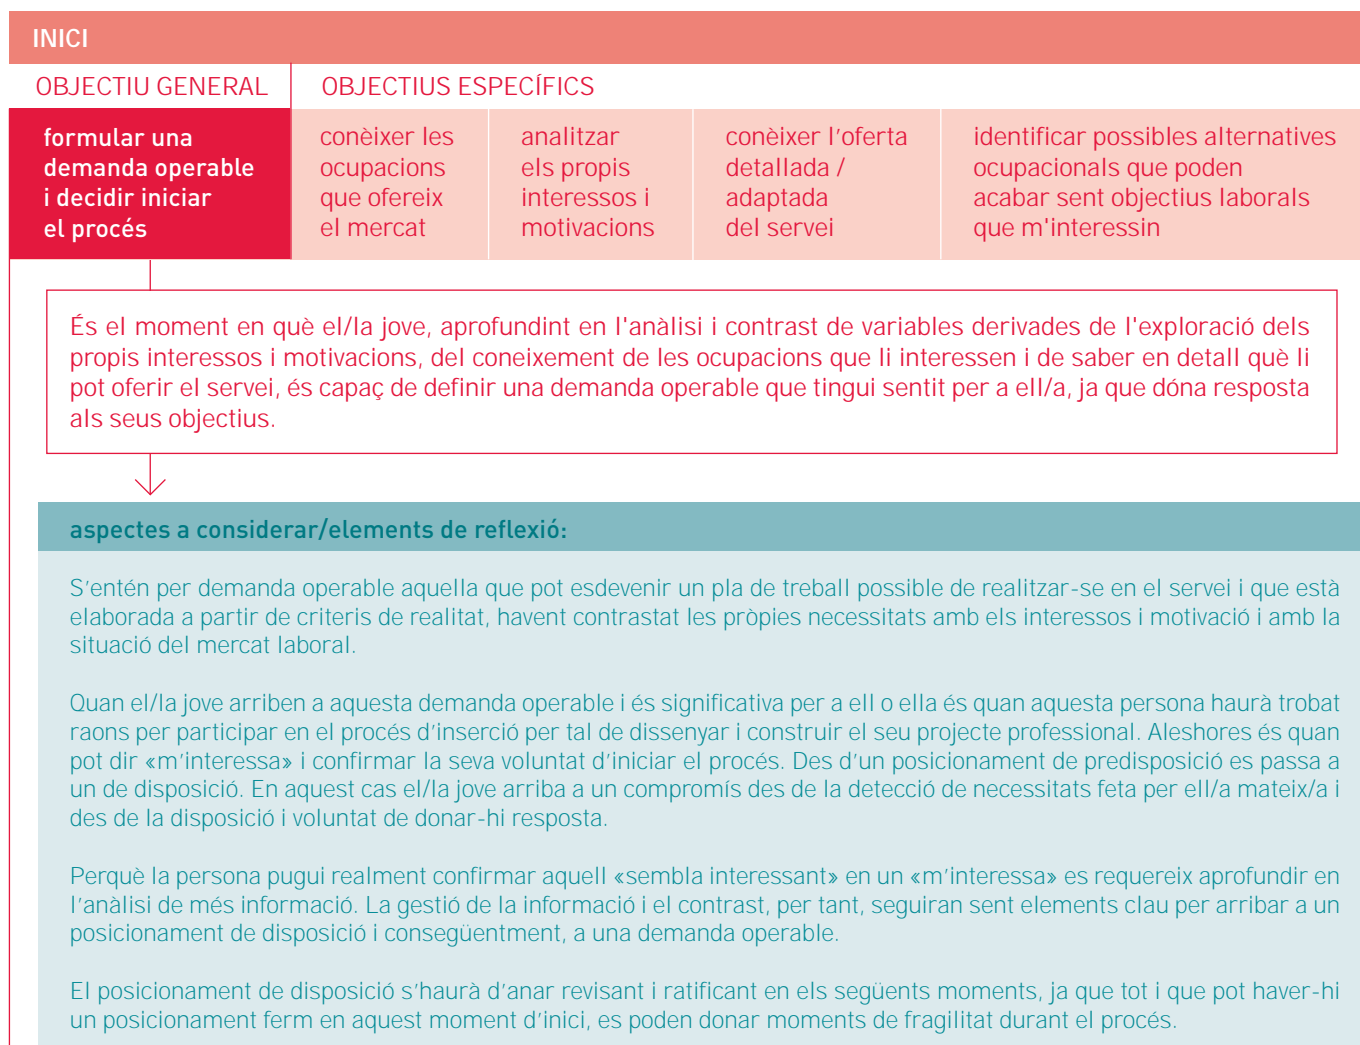 INICI
OBJECTIU GENERAL
OBJECTIUS ESPECÍFICS
formular una
demanda operable
i decidir iniciar
el procés
conèixer les
ocupacions
que ofereix
el mercat
analitzar
els propis
interessos i
motivacions
conèixer l’oferta
detallada /
adaptada
del servei
identificar possibles alternatives
ocupacionals que poden
acabar sent objectius laborals
que m'interessin
És el moment en què el/la jove, aprofundint en l'anàlisi i contrast de variables derivades de l'exploració dels
propis interessos i motivacions, del coneixement de les ocupacions que li interessen i de saber en detall què li
pot oferir el servei, és capaç de definir una demanda operable que tingui sentit per a ell/a, ja que dóna resposta
als seus objectius.
aspectes a considerar/elements de reflexió:
S’entén per demanda operable aquella que pot esdevenir un pla de treball possible de realitzar-se en el servei i que està
elaborada a partir de criteris de realitat, havent contrastat les pròpies necessitats amb els interessos i motivació i amb la
situació del mercat laboral.
Quan el/la jove arriben a aquesta demanda operable i és significativa per a ell o ella és quan aquesta persona haurà trobat
raons per participar en el procés d’inserció per tal de dissenyar i construir el seu projecte professional. Aleshores és quan
pot dir «m’interessa» i confirmar la seva voluntat d’iniciar el procés. Des d’un posicionament de predisposició es passa a
un de disposició. En aquest cas el/la jove arriba a un compromís des de la detecció de necessitats feta per ell/a mateix/a i
des de la disposició i voluntat de donar-hi resposta.
Perquè la persona pugui realment confirmar aquell «sembla interessant» en un «m’interessa» es requereix aprofundir en
l’anàlisi de més informació. La gestió de la informació i el contrast, per tant, seguiran sent elements clau per arribar a un
posicionament de disposició i consegüentment, a una demanda operable.
El posicionament de disposició s’haurà d’anar revisant i ratificant en els següents moments, ja que tot i que pot haver-hi
un posicionament ferm en aquest moment d’inici, es poden donar moments de fragilitat durant el procés.